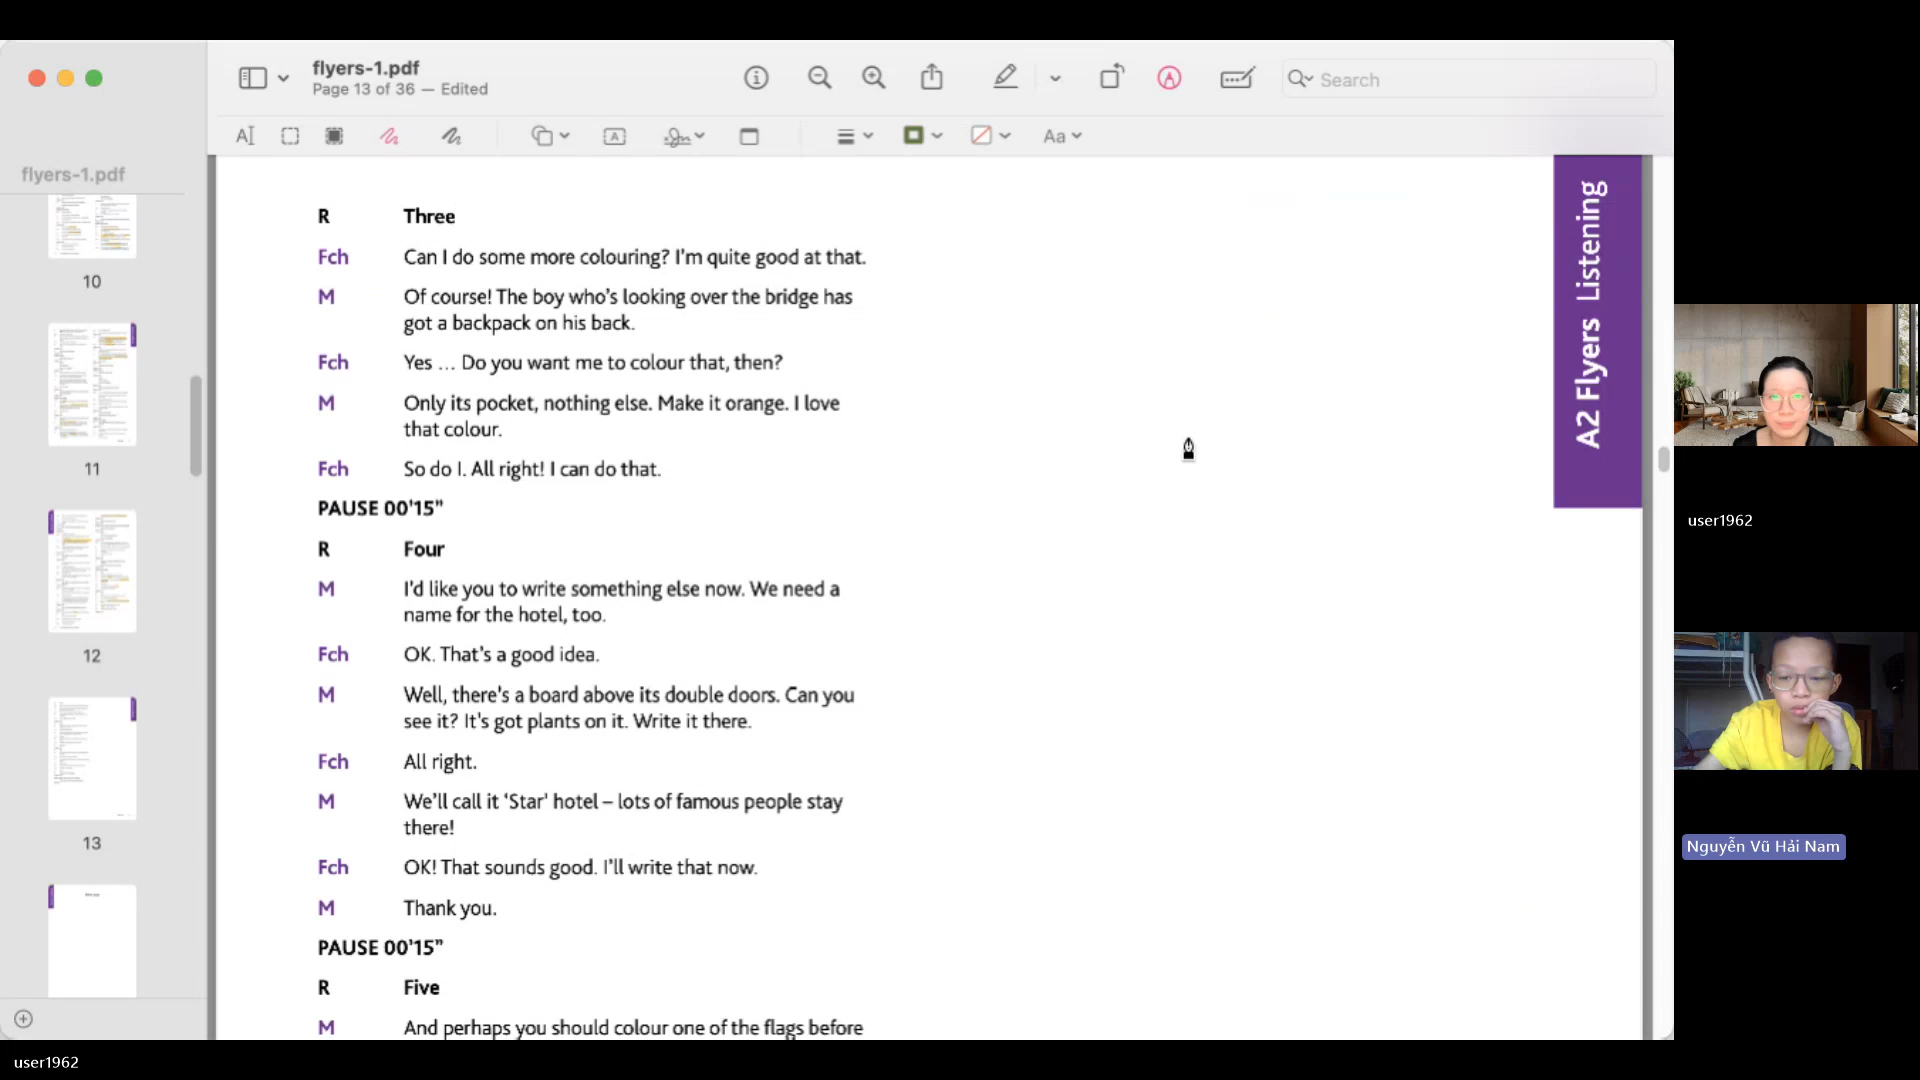 flyers-1.pdf
Page 13 of 36 — Edited
Search
Aa
flyers-1.pdf
10
11
12
13
R Three
Fch Can I do some more colouring? I'm quite good at that.
M Of course! The boy who's looking over the bridge has
got a backpack on his back.
Fch Yes … Do you want me to colour that, then?
M Only its pocket, nothing else. Make it orange. I love
that colour.
Fch So do I. All right! I can do that.
PAUSE 00'15"
R Four
M I'd like you to write something else now. We need a
name for the hotel, too.
Fch OK. That's a good idea.
M Well, there's a board above its double doors. Can you
see it? It's got plants on it. Write it there.
Fch All right.
M We'll call it 'Star' hotel – lots of famous people stay
there!
Fch OK! That sounds good. I'll write that now.
M Thank you.
PAUSE 00'15"
R Five
M And perhaps you should colour one of the flags before
A2 Flyers Listening
user1962
Nguyễn Vũ Hải Nam
user1962